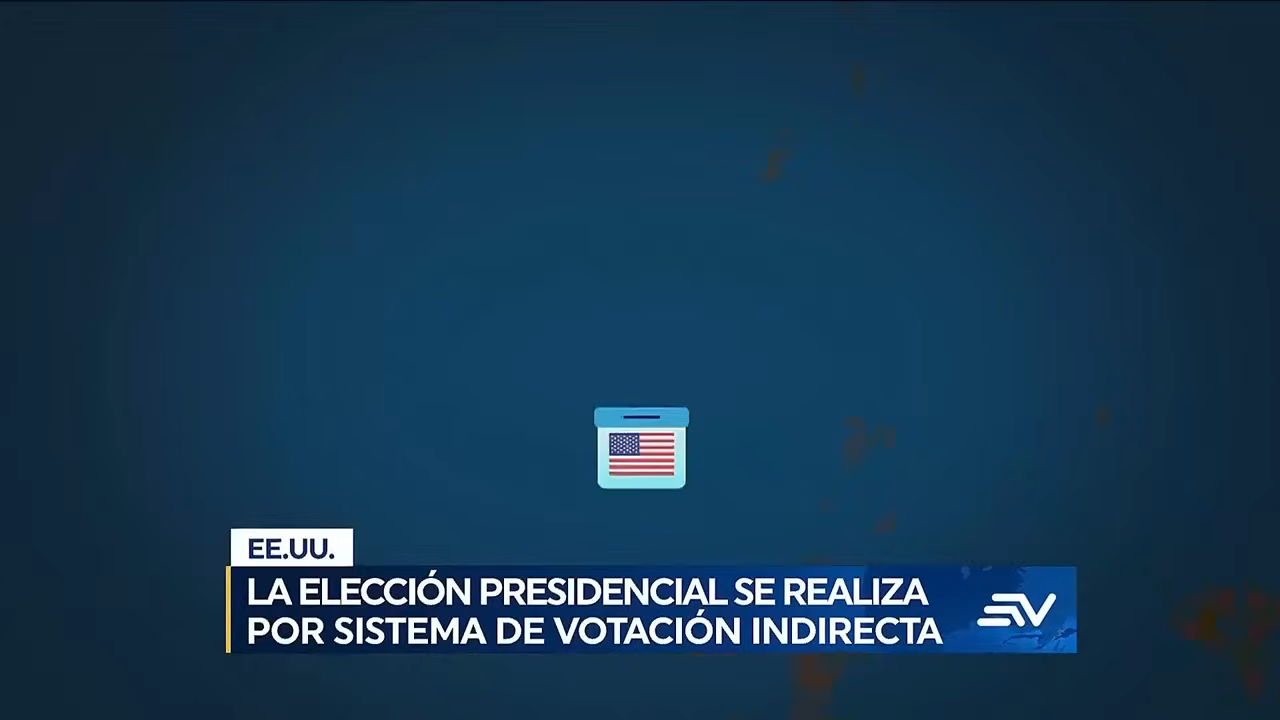 EE.UU.
LA ELECCIÓN PRESIDENCIAL SE REALIZA
POR SISTEMA DE VOTACIÓN INDIRECTA